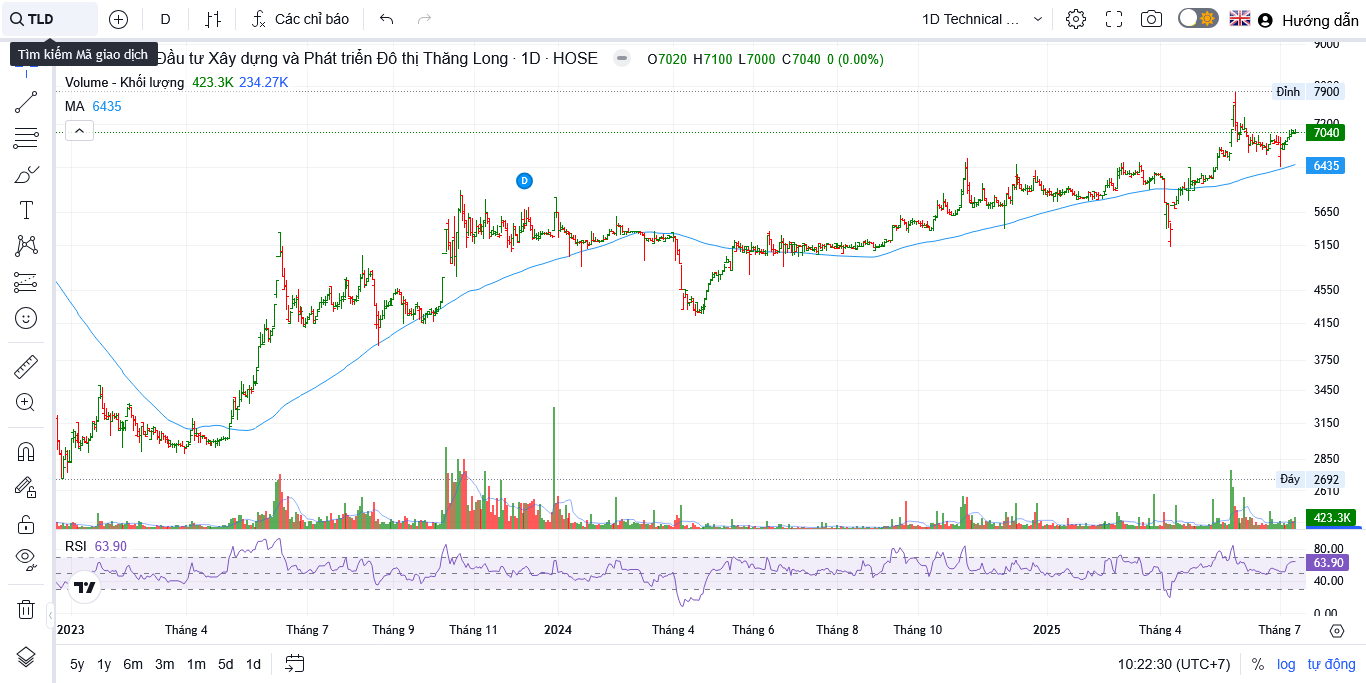 TLD
D
Các chỉ báo
1D Technical ...
Hướng dẫn
Tìm kiếm Mã giao dịch
Đầu tư Xây dựng và Phát triển Đô thị Thăng Long · 1D · HOSE
O7020 H7100 L7000 C7040 0 (0.00%)
Volume - Khối lượng 423.3K 234.27K
MA 6435
9000
Đỉnh 7900
7200
7040
6435
D
5650
5150
4550
4150
3750
3450
3150
2850
Đáy 2692
2610
423.3K
RSI 63.90
80.00
63.90
40.00
0.00
2023 Tháng 4 Tháng 7 Tháng 9 Tháng 11 2024 Tháng 4 Tháng 6 Tháng 8 Tháng 10 2025 Tháng 4 Tháng 7
5y 1y 6m 3m 1m 5d 1d
10:22:30 (UTC+7) % log tự động